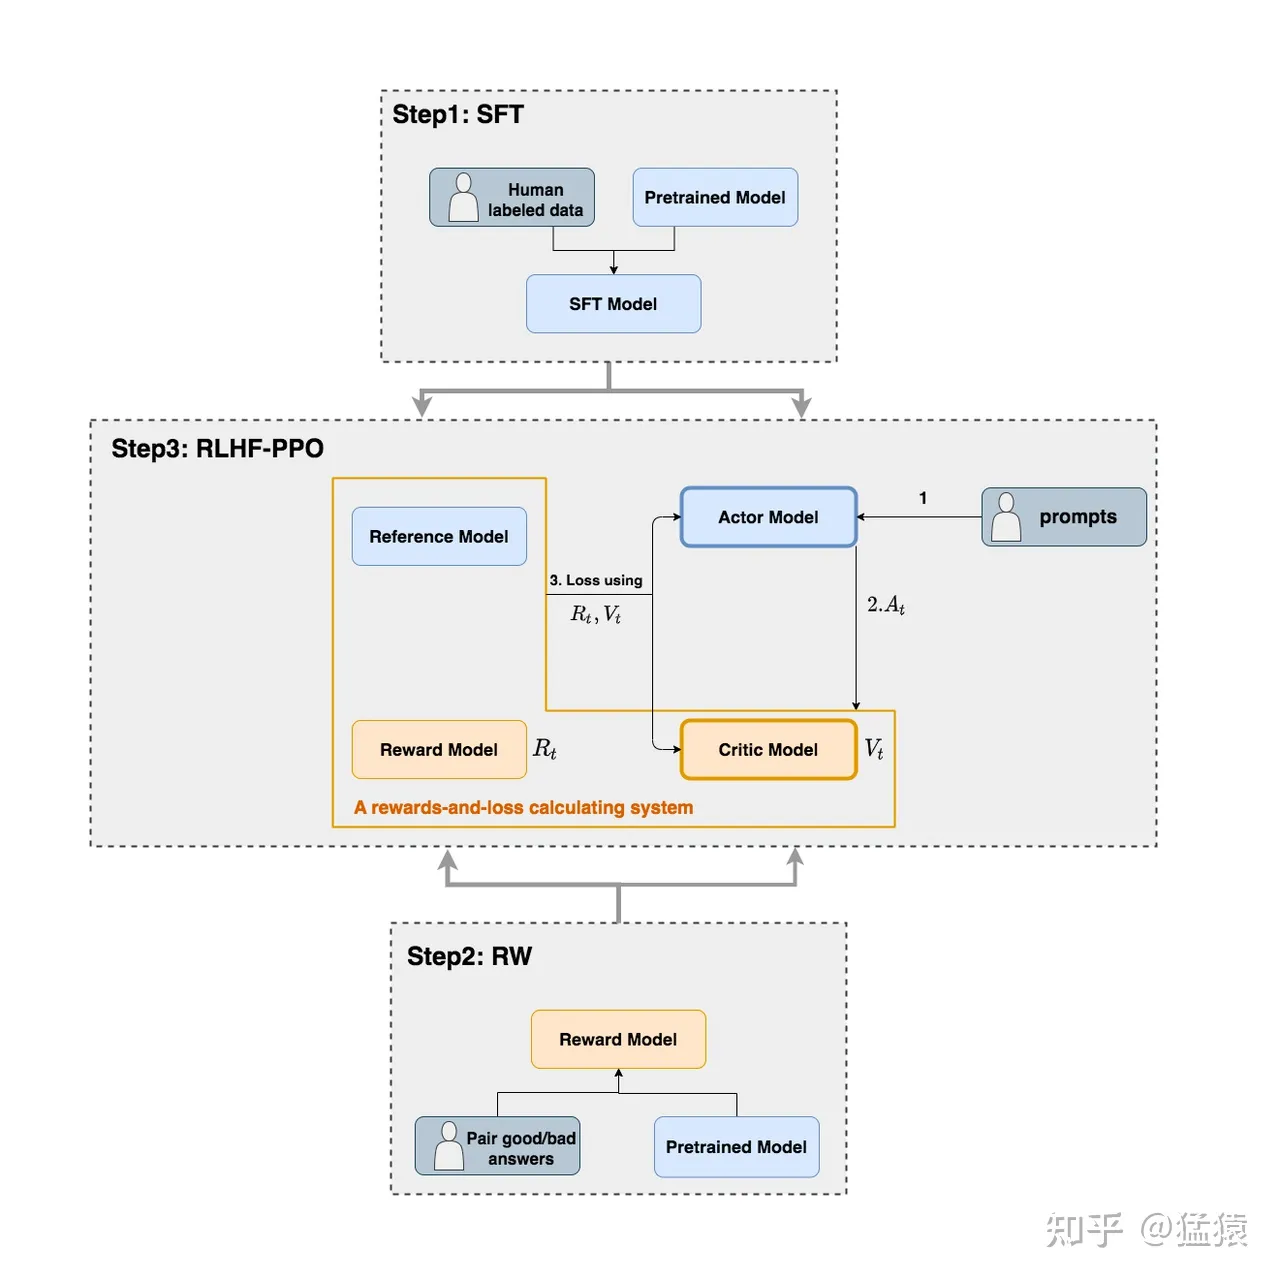 Step1: SFT
Human
labeled data
Pretrained Model
SFT Model
Step3: RLHF-PPO
Reference Model
Actor Model
1
prompts
3. Loss using
R_t, V_t
2.A_t
Reward Model
R_t
Critic Model
V_t
A rewards-and-loss calculating system
Step2: RW
Reward Model
Pair good/bad
answers
Pretrained Model
知乎 @猛猿